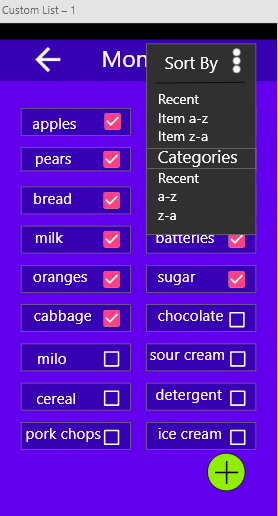 Custom List – 1
Mon
Sort By
Recent
Item a-z
Item z-a
Categories
Recent
a-z
z-a
apples
pears
bread
milk
batteries
oranges
sugar
cabbage
chocolate
milo
sour cream
cereal
detergent
pork chops
ice cream